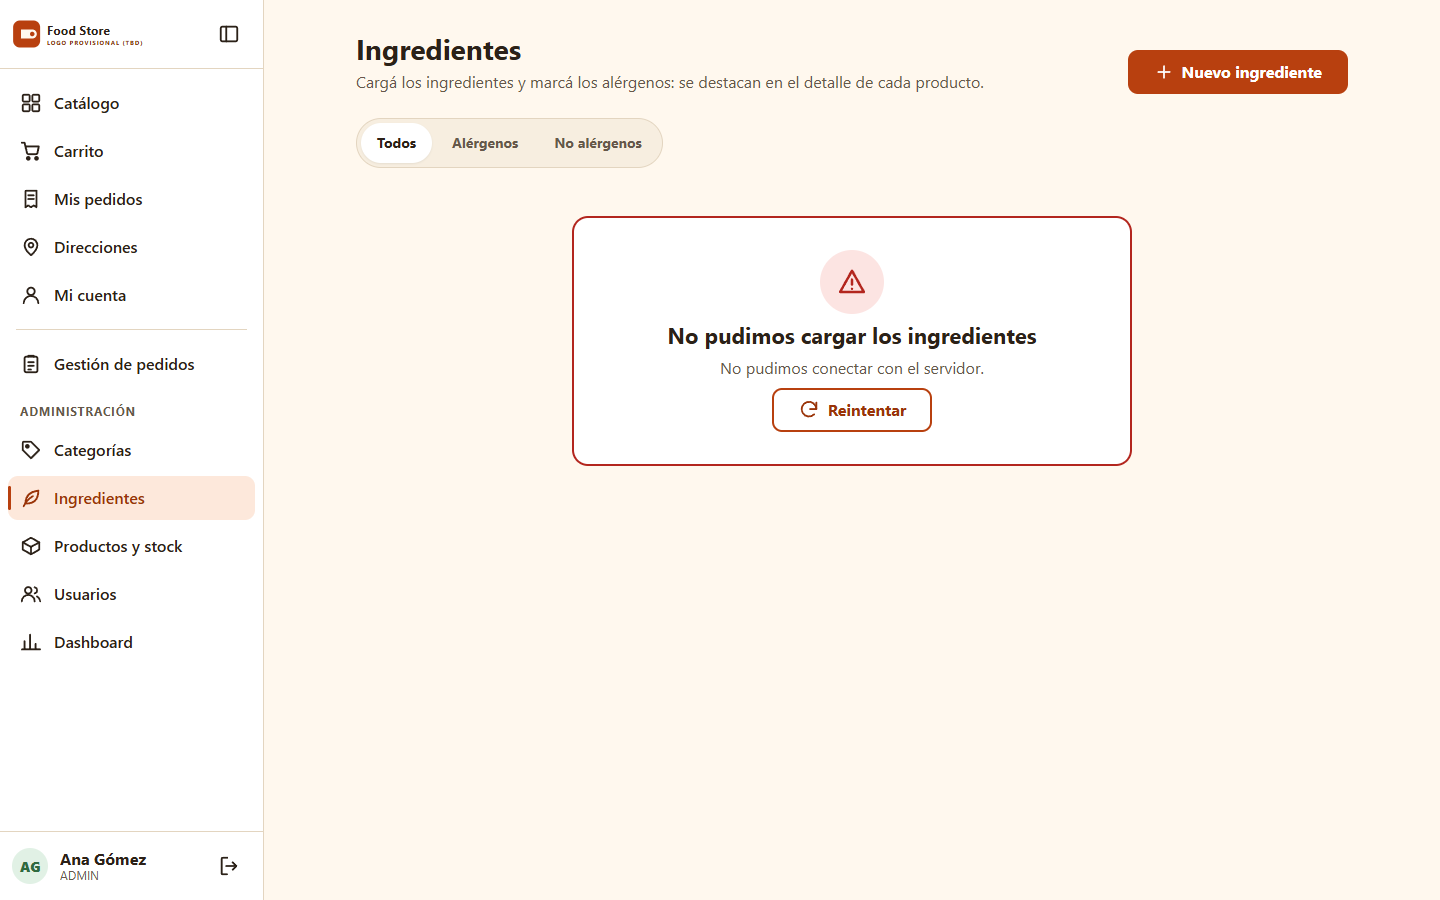 Food Store
LOGO PROVISIONAL (TBD)
Catálogo
Carrito
Mis pedidos
Direcciones
Mi cuenta
Gestión de pedidos
ADMINISTRACIÓN
Categorías
Ingredientes
Productos y stock
Usuarios
Dashboard
AG
Ana Gómez
ADMIN
Ingredientes
Cargá los ingredientes y marcá los alérgenos: se destacan en el detalle de cada producto.
Nuevo ingrediente
Todos
Alérgenos
No alérgenos
No pudimos cargar los ingredientes
No pudimos conectar con el servidor.
Reintentar